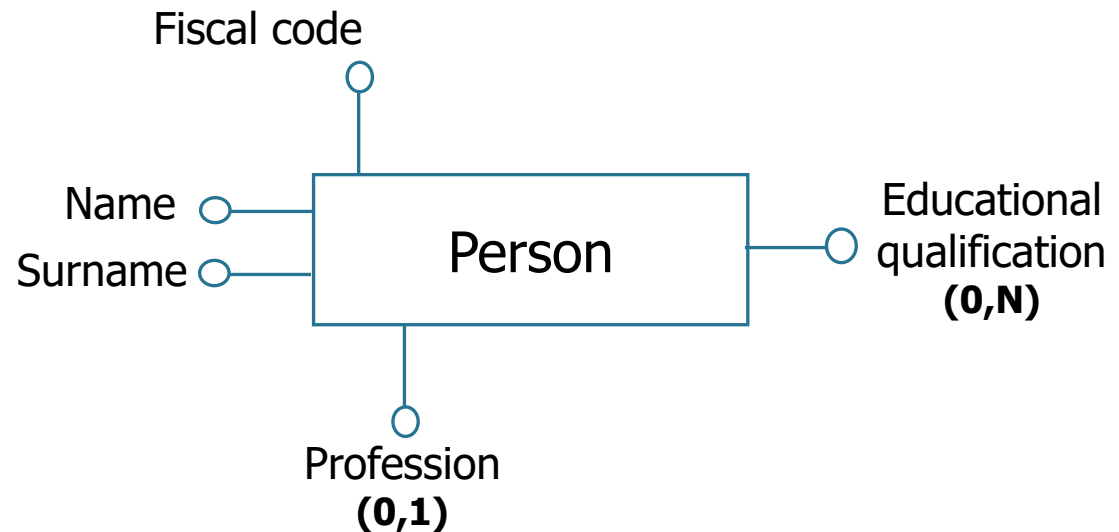 Fiscal code
Name
Surname
Person
Educational
qualification
(0,N)
Profession
(0,1)